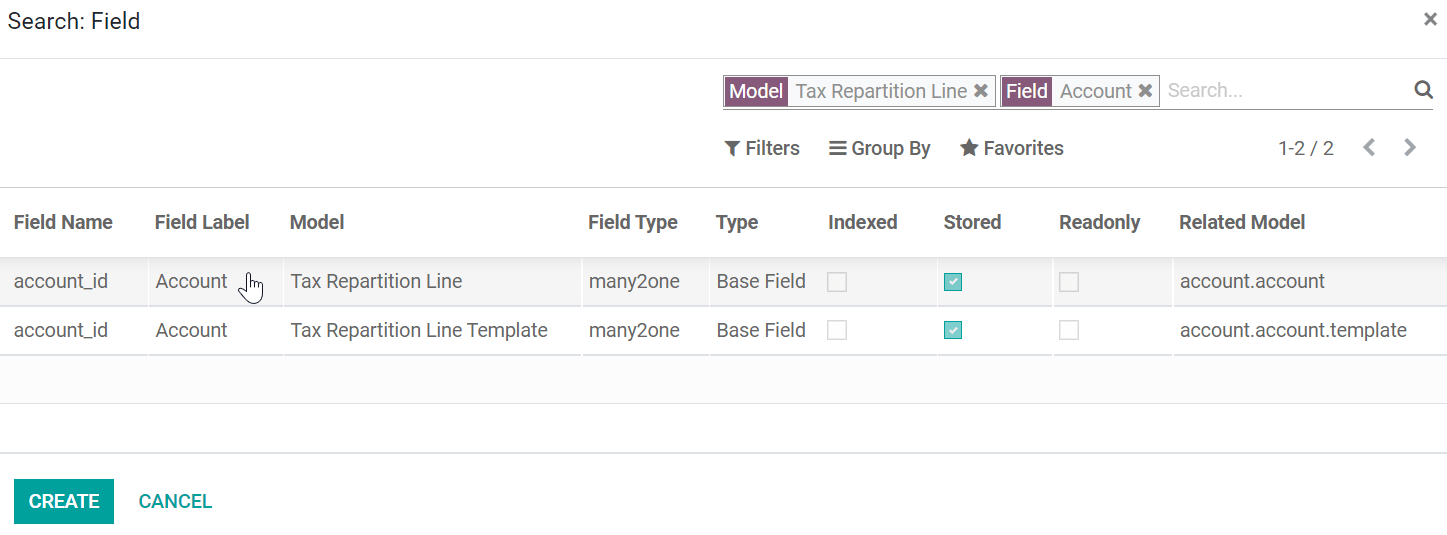 Search: Field ×
Model Tax Repartition Line ✖ Field Account ✖ Search...
Filters Group By Favorites 1-2 / 2
Field Name Field Label Model Field Type Type Indexed Stored Readonly Related Model
account_id Account Tax Repartition Line many2one Base Field account.account
account_id Account Tax Repartition Line Template many2one Base Field account.account.template
CREATE CANCEL